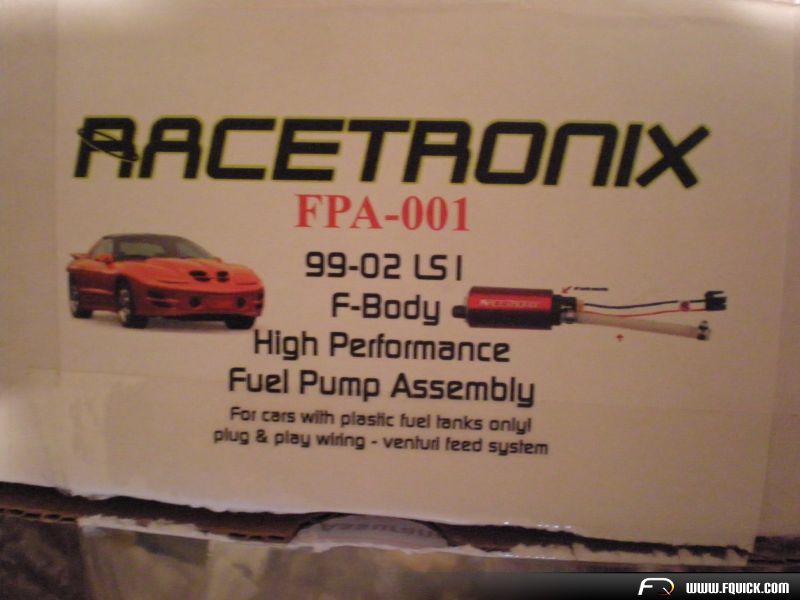 RACETRONIX
FPA-001
99-02 LS1
F-Body
RACETRONIX
High Performance
Fuel Pump Assembly
For cars with plastic fuel tanks only!
plug & play wiring - venturi feed system
WWW.FQUICK.COM